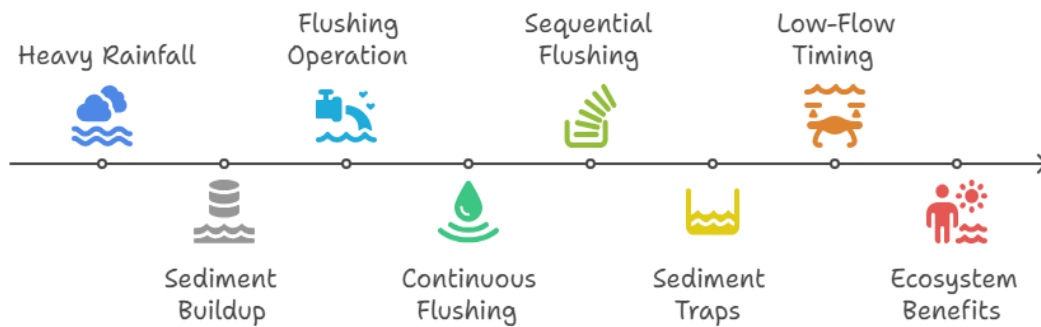 Heavy Rainfall
Sediment
Buildup
Flushing
Operation
Continuous
Flushing
Sequential
Flushing
Sediment
Traps
Low-Flow
Timing
Ecosystem
Benefits